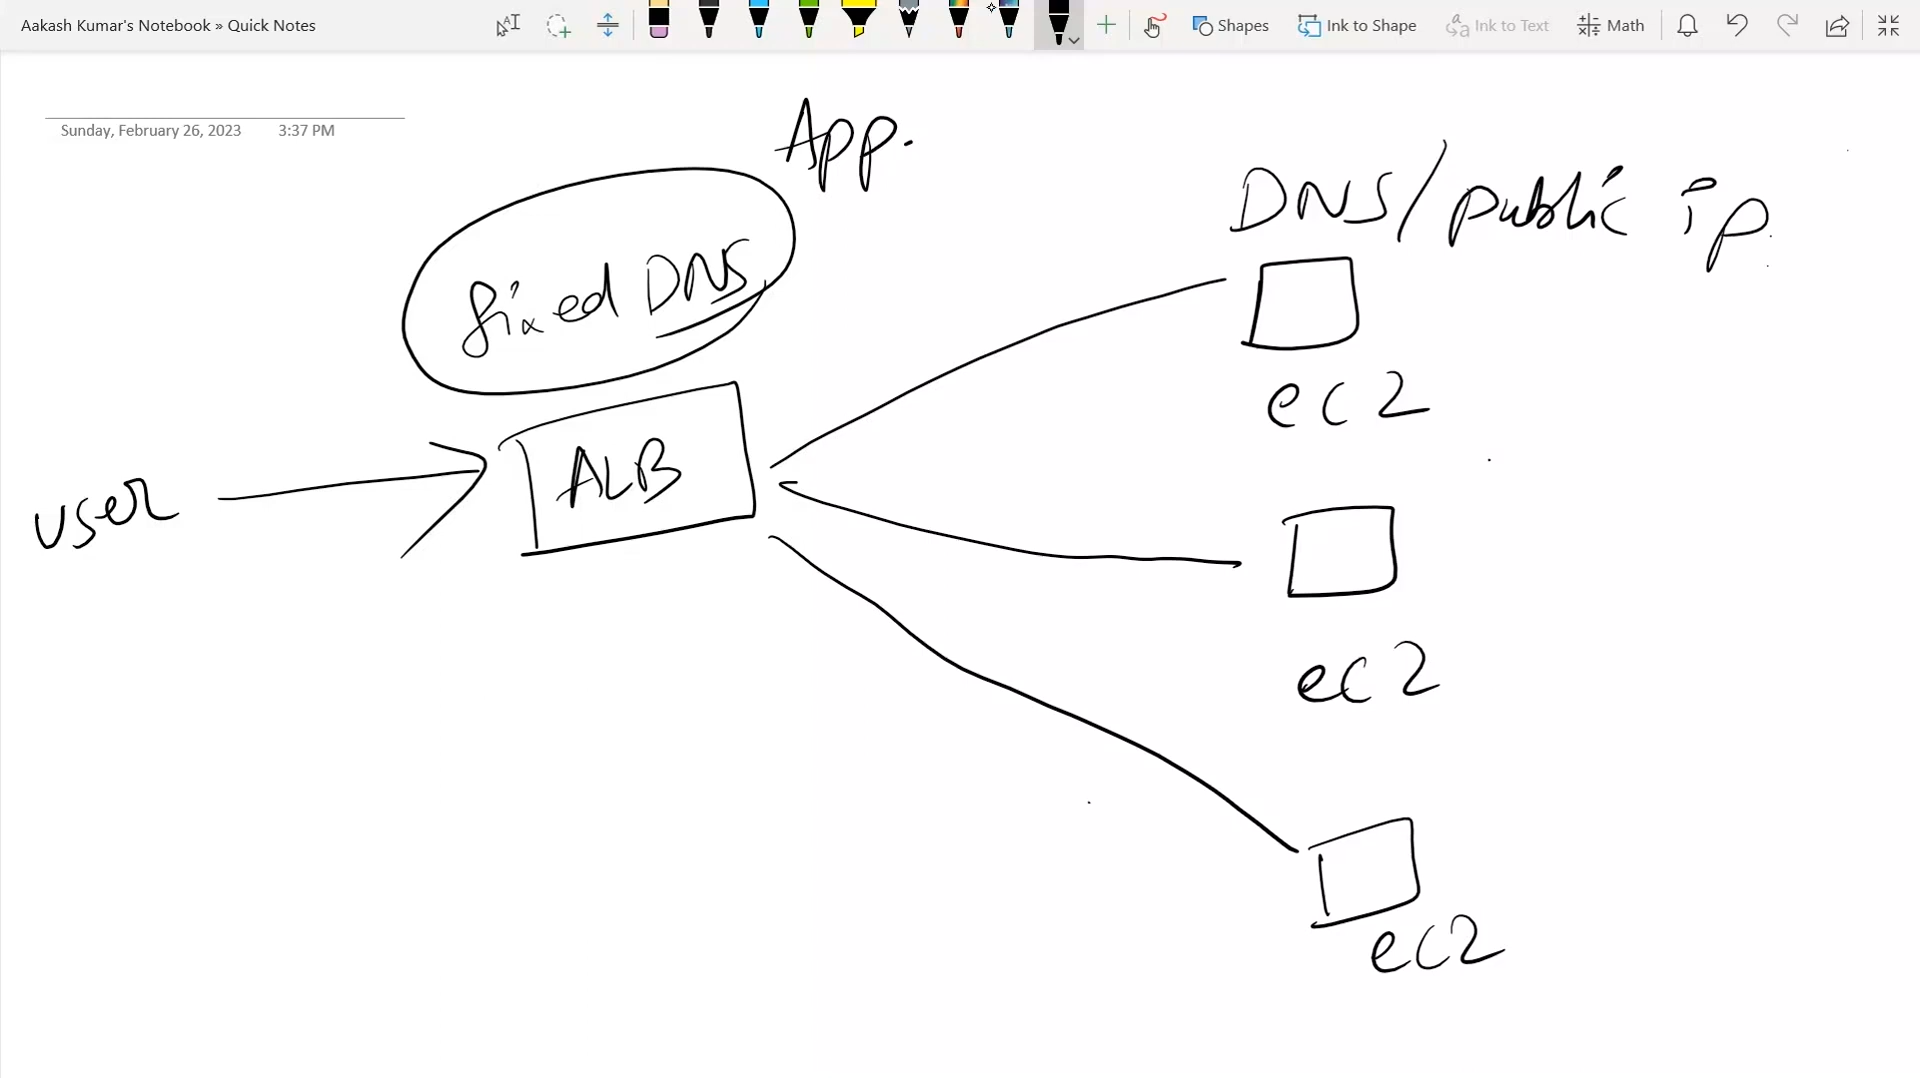 Aakash Kumar's Notebook » Quick Notes
Shapes
Ink to Shape
Ink to Text
Math
Sunday, February 26, 2023 3:37 PM
App.
DNS/public ip
fixed DNS
ec2
ALB
user
ec2
ec2